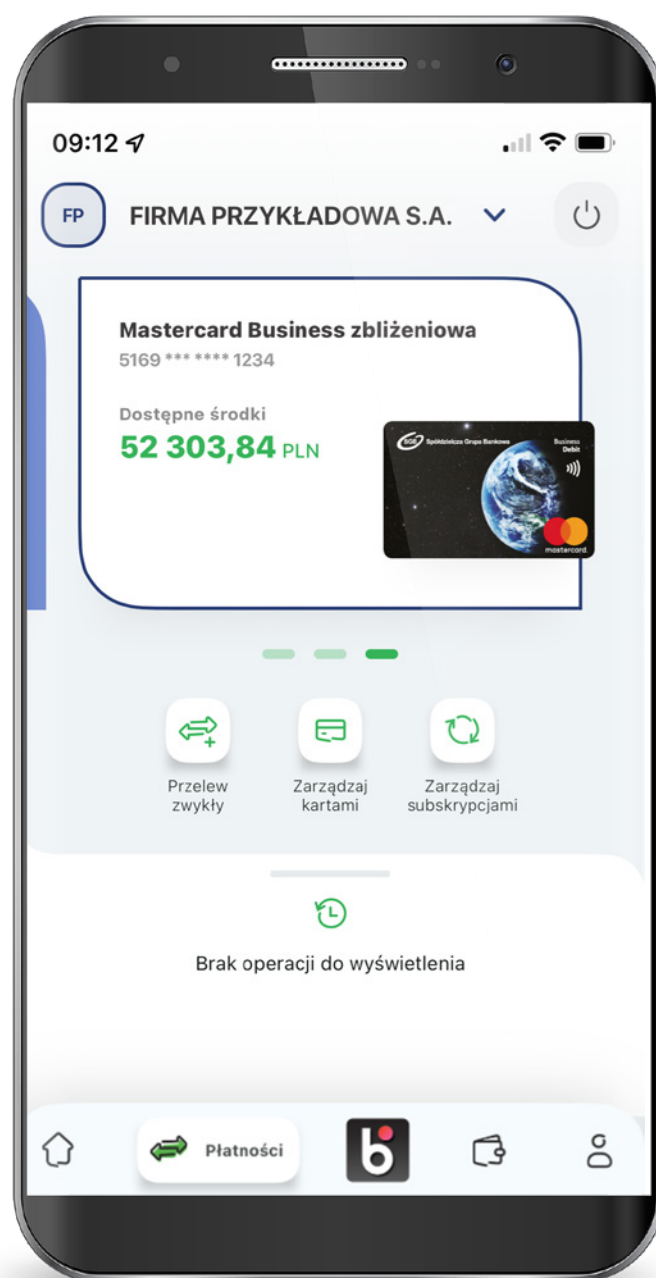 09:12
FP
FIRMA PRZYKŁADOWA S.A.
Mastercard Business zbliżeniowa
5169 *** **** 1234
Dostępne środki
52 303,84 PLN
SGB Spółdzielcza Grupa Bankowa
Business
Debit
mastercard
Przelew
zwykły
Zarządzaj
kartami
Zarządzaj
subskrypcjami
Brak operacji do wyświetlenia
Płatności
b